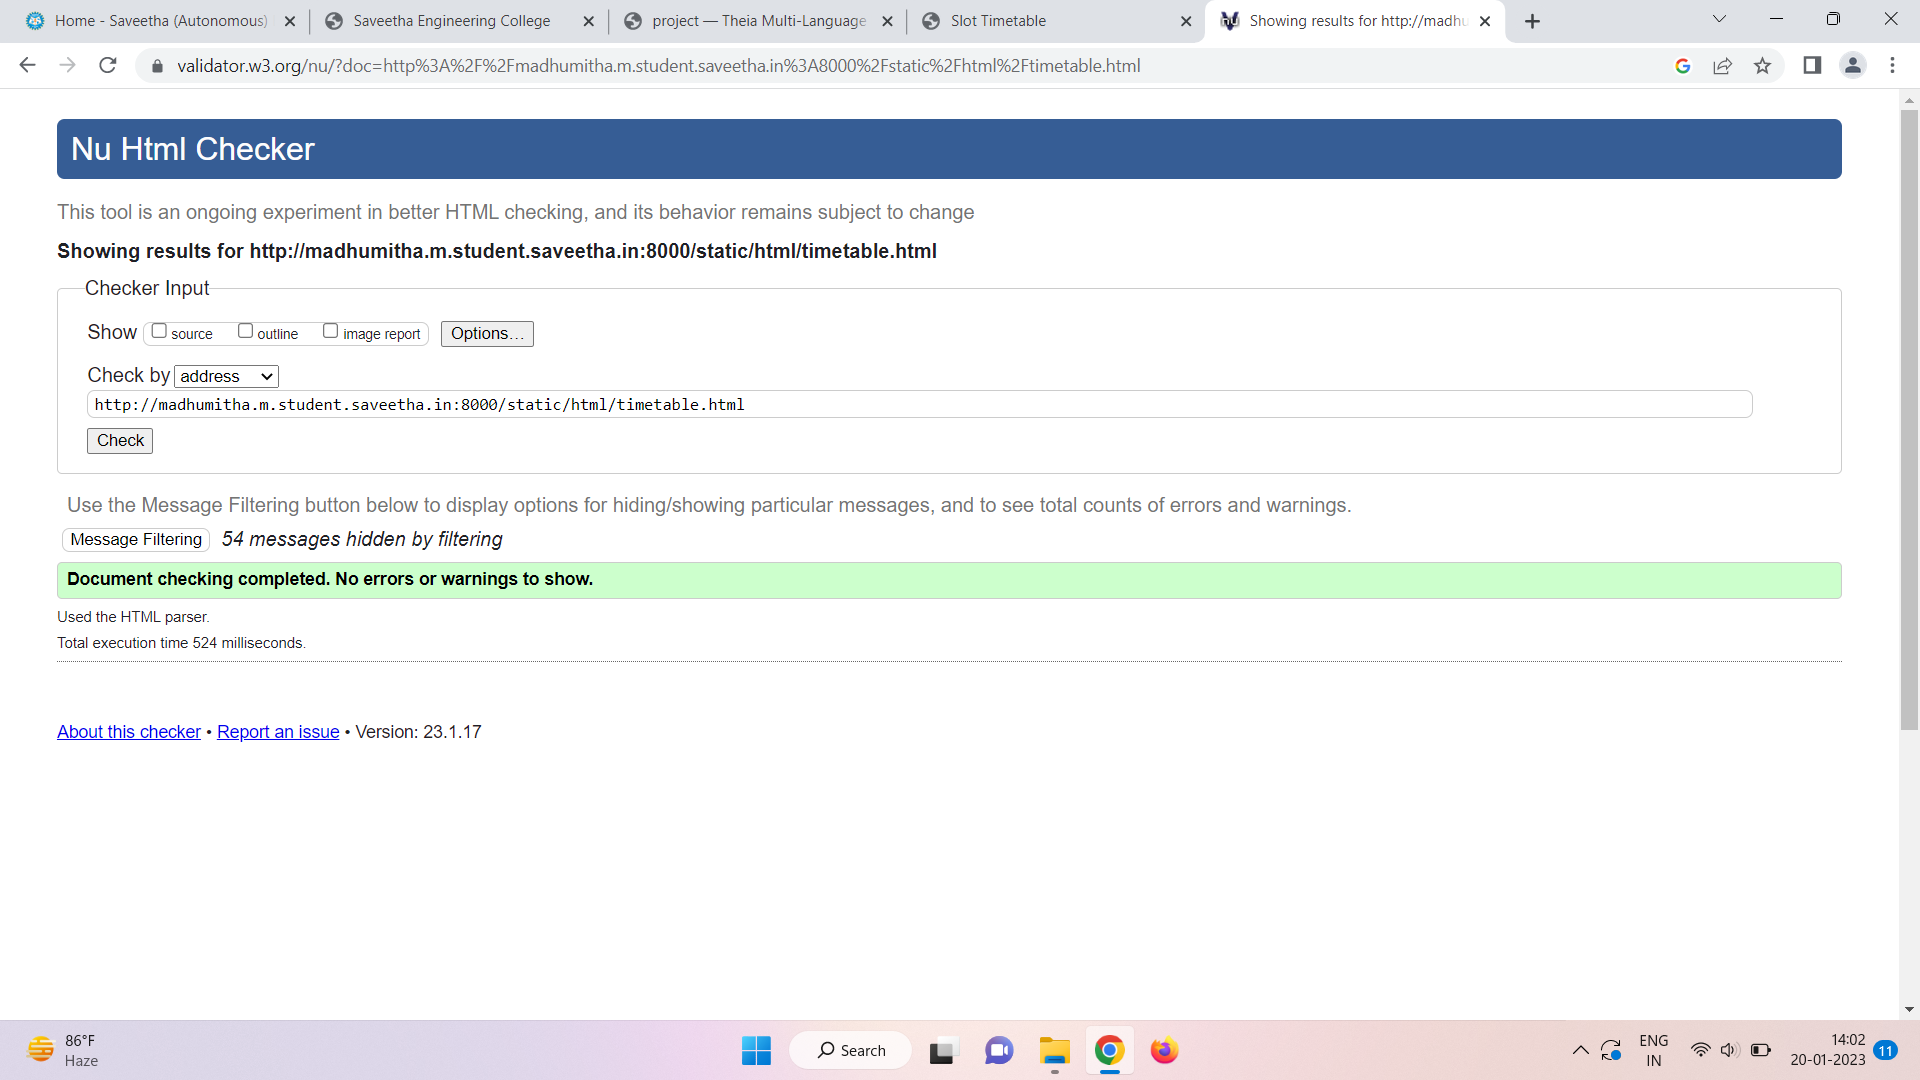 Home - Saveetha (Autonomous)
Saveetha Engineering College
project — Theia Multi-Language
Slot Timetable
Showing results for http://madhu
validator.w3.org/nu/?doc=http%3A%2F%2Fmadhumitha.m.student.saveetha.in%3A8000%2Fstatic%2Fhtml%2Ftimetable.html
Nu Html Checker
This tool is an ongoing experiment in better HTML checking, and its behavior remains subject to change
Showing results for http://madhumitha.m.student.saveetha.in:8000/static/html/timetable.html
Checker Input
Show source outline image report Options...
Check by address
http://madhumitha.m.student.saveetha.in:8000/static/html/timetable.html
Check
Use the Message Filtering button below to display options for hiding/showing particular messages, and to see total counts of errors and warnings.
Message Filtering 54 messages hidden by filtering
Document checking completed. No errors or warnings to show.
Used the HTML parser.
Total execution time 524 milliseconds.
About this checker • Report an issue • Version: 23.1.17
86°F
Haze
Search
ENG
IN
14:02
20-01-2023
11